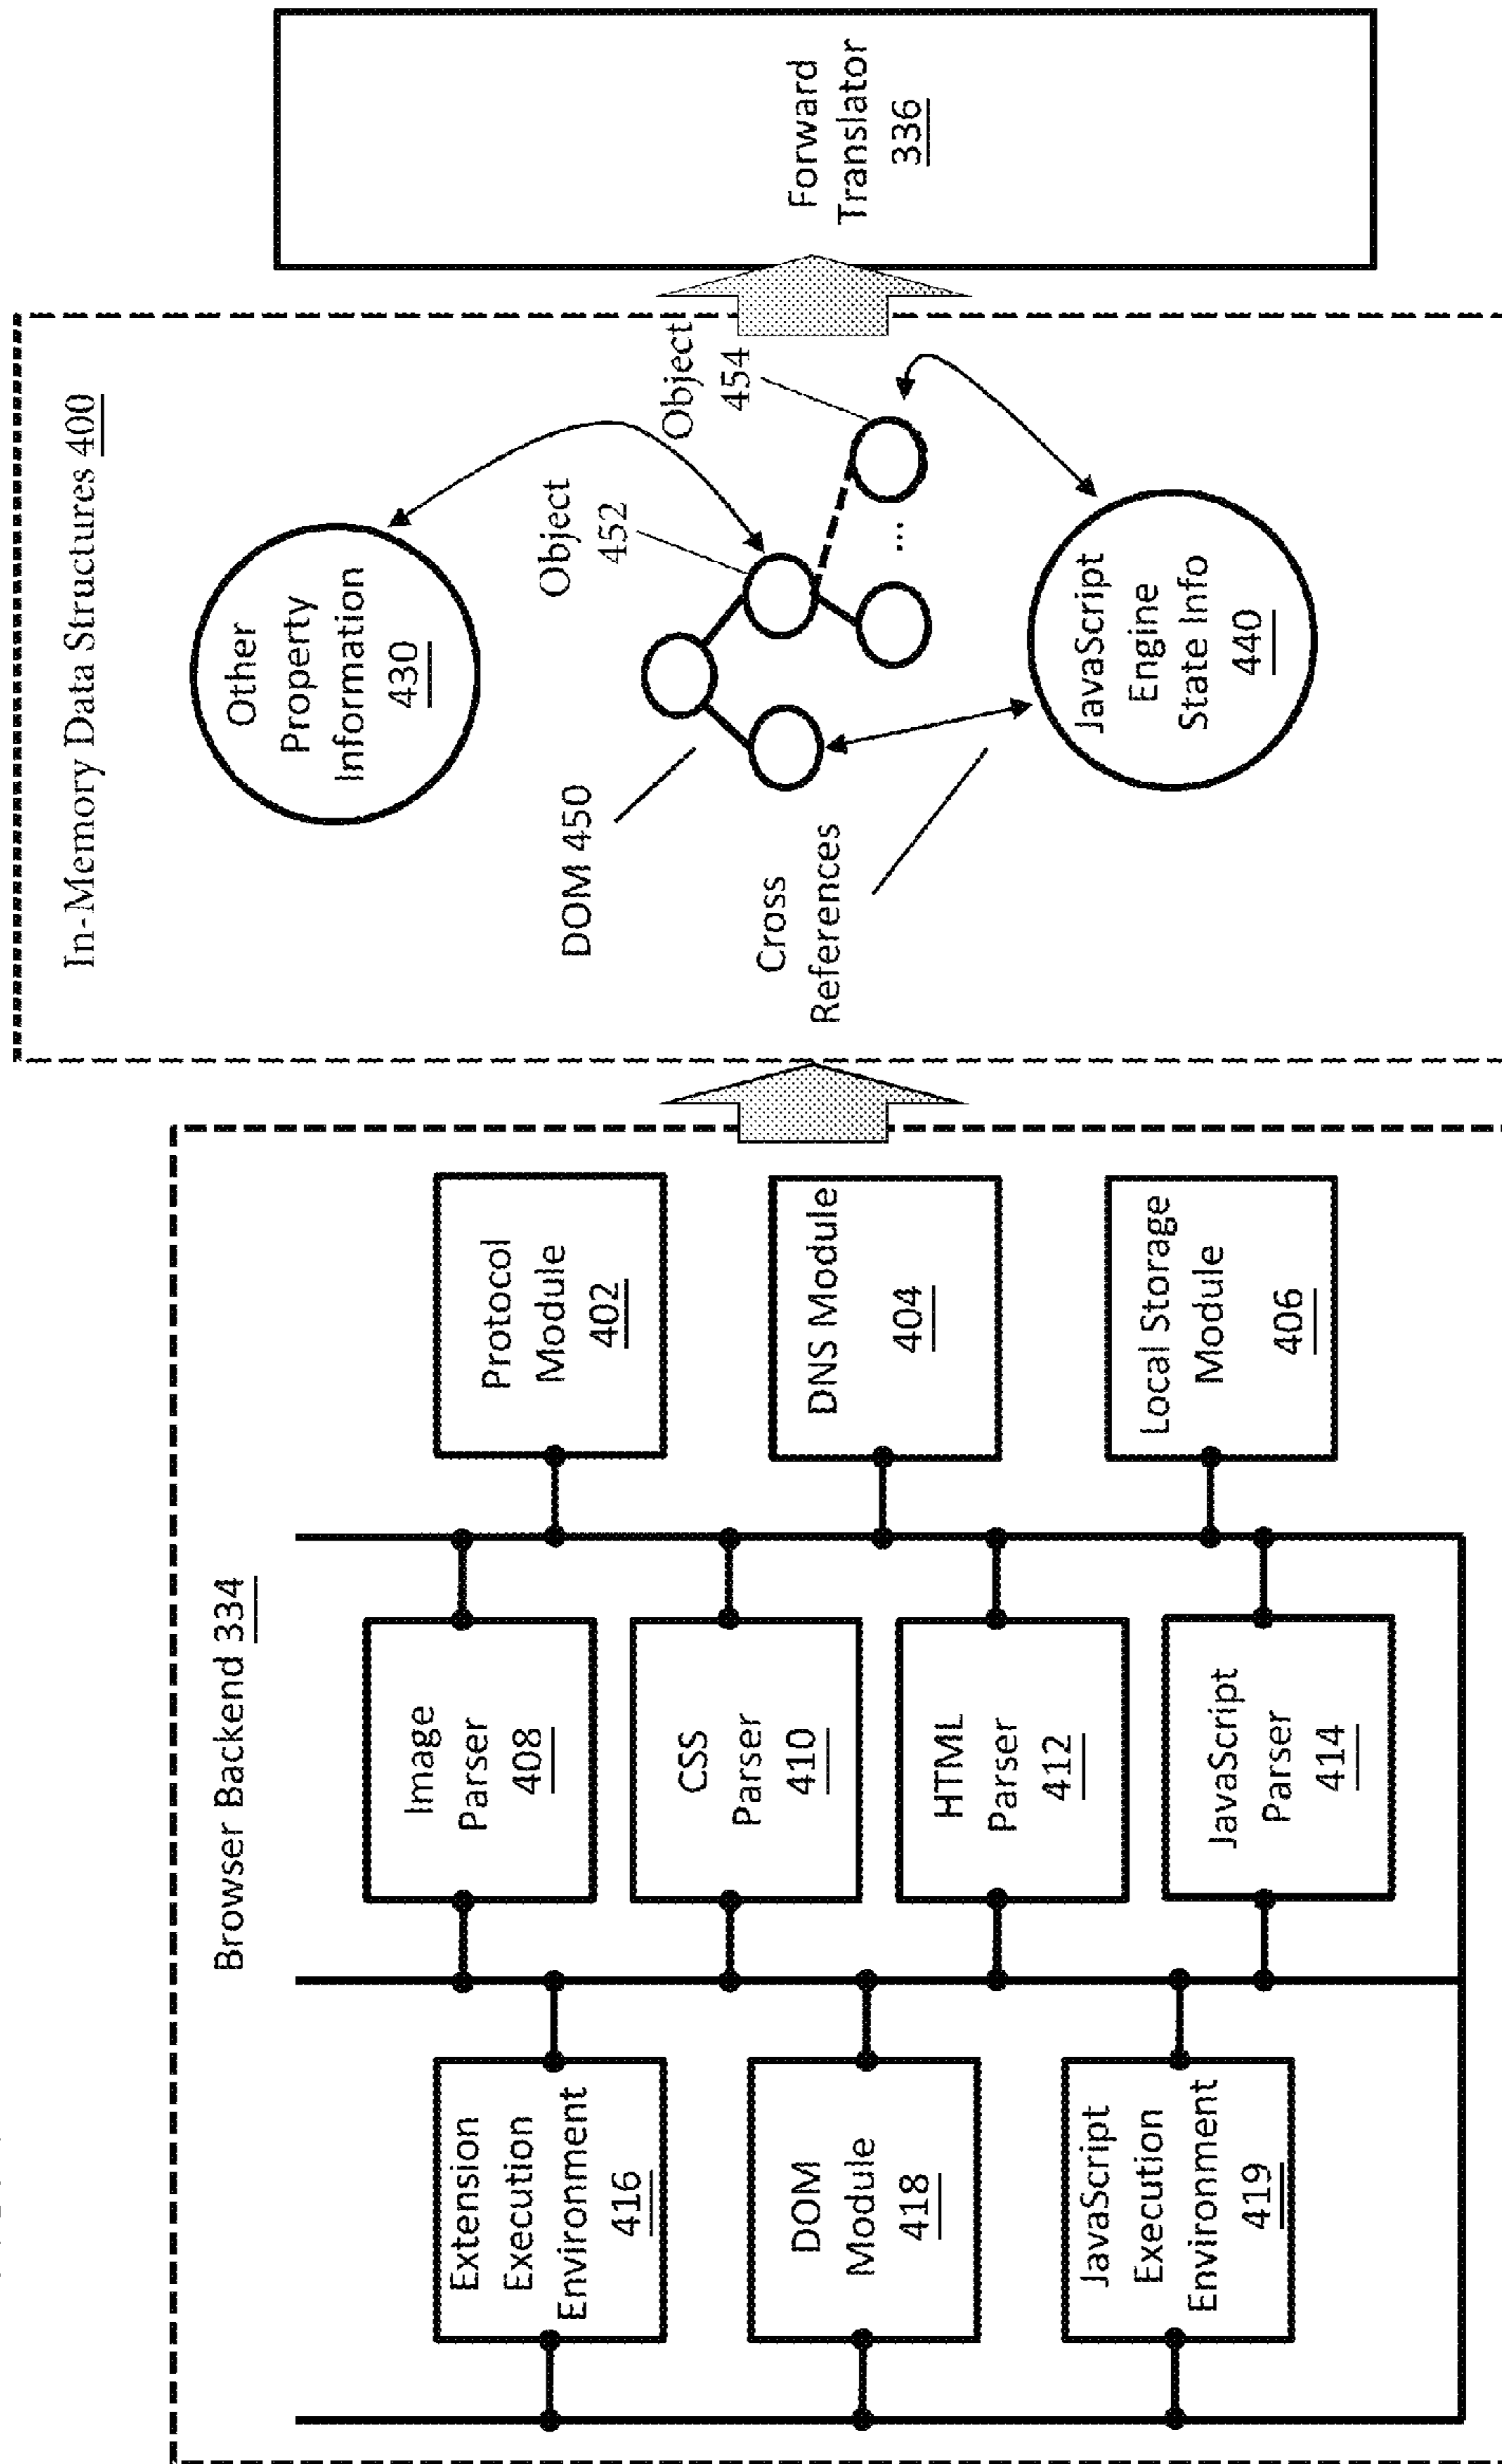 Browser Backend 334
Extension
Execution
Environment
416
DOM
Module
418
JavaScript
Execution
Environment
419
Image
Parser
408
CSS
Parser
410
HTML
Parser
412
JavaScript
Parser
414
Protocol
Module
402
DNS Module
404
Local Storage
Module
406
In-Memory Data Structures 400
Other
Property
Information
430
DOM 450
Object
452
Object
454
...
Cross
References
JavaScript
Engine
State Info
440
Forward
Translator
336